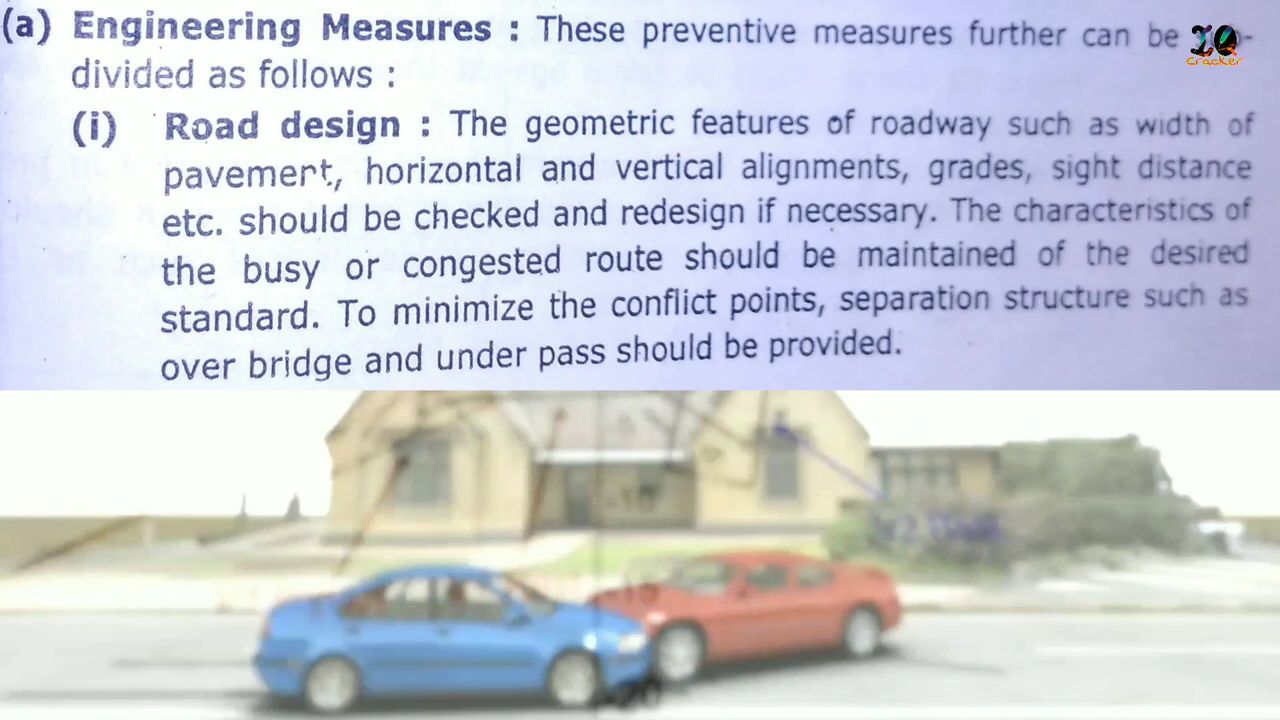 (a) Engineering Measures : These preventive measures further can be
IQ
Cracker
divided as follows :
(i) Road design : The geometric features of roadway such as width of
pavement, horizontal and vertical alignments, grades, sight distance
etc. should be checked and redesign if necessary. The characteristics of
the busy or congested route should be maintained of the desired
standard. To minimize the conflict points, separation structure such as
over bridge and under pass should be provided.